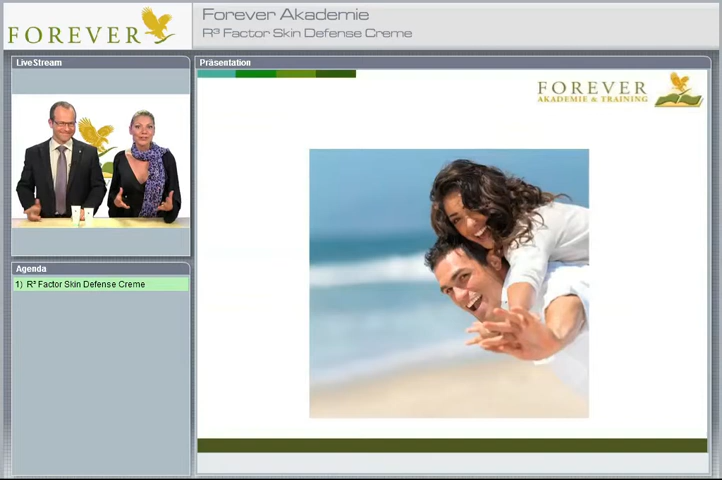 FOREVER
Forever Akademie
R³ Factor Skin Defense Creme
LiveStream
Präsentation
FOREVER
AKADEMIE & TRAINING
Agenda
1) R³ Factor Skin Defense Creme